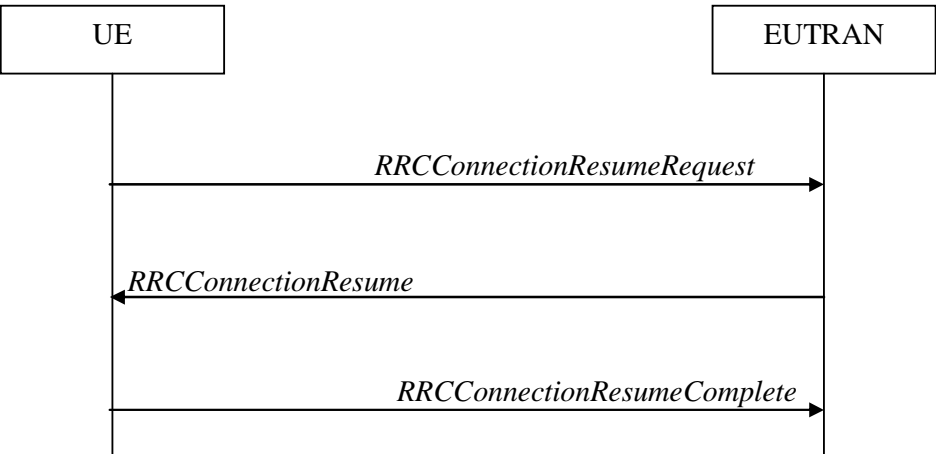 UE
EUTRAN
RRCConnectionResumeRequest
RRCConnectionResume
RRCConnectionResumeComplete